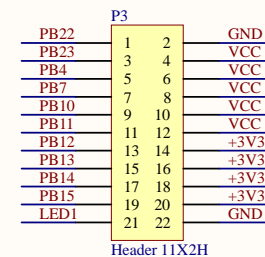 P3
PB22 1 2 GND
PB23 3 4 VCC
PB4 5 6 VCC
PB7 7 8 VCC
PB10 9 10 VCC
PB11 11 12 VCC
PB12 13 14 +3V3
PB13 15 16 +3V3
PB14 17 18 +3V3
PB15 19 20 +3V3
LED1 21 22 GND
Header 11X2H